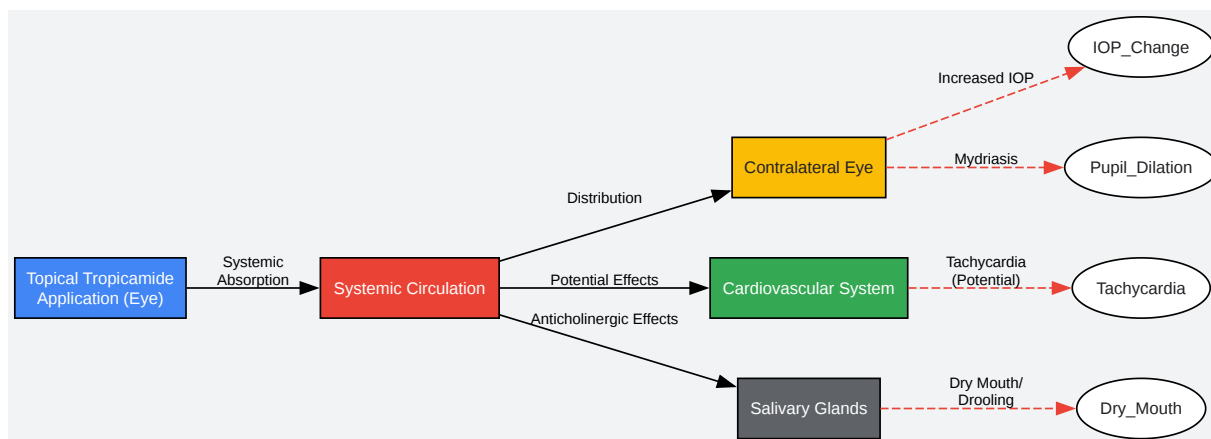 IOP_Change
Increased IOP
Contralateral Eye
Mydriasis
Pupil_Dilation
Distribution
Topical Tropicamide
Application (Eye)
Systemic
Absorption
Systemic Circulation
Potential Effects
Cardiovascular System
Tachycardia
(Potential)
Tachycardia
Anticholinergic Effects
Salivary Glands
Dry Mouth/
Drooling
Dry_Mouth